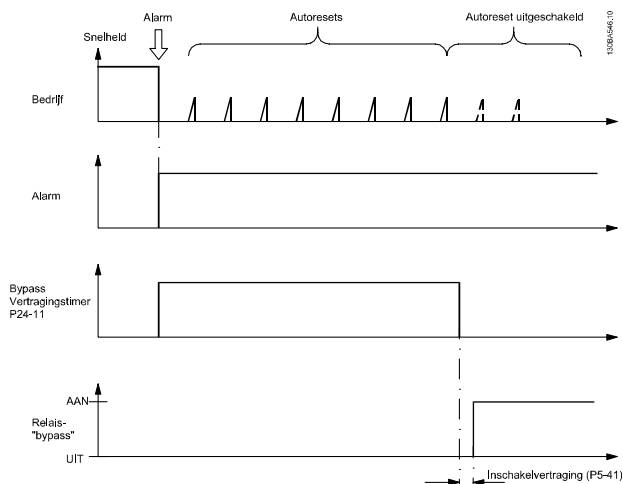 Alarm
Autoresets
Autoreset uitgeschakeld
130BA546.10
Snelheld
Bedrijf
Alarm
Bypass
Vertragingstimer
P24-11
AAN
Relais-
"bypass"
UIT
Inschakelvertraging (P5-41)